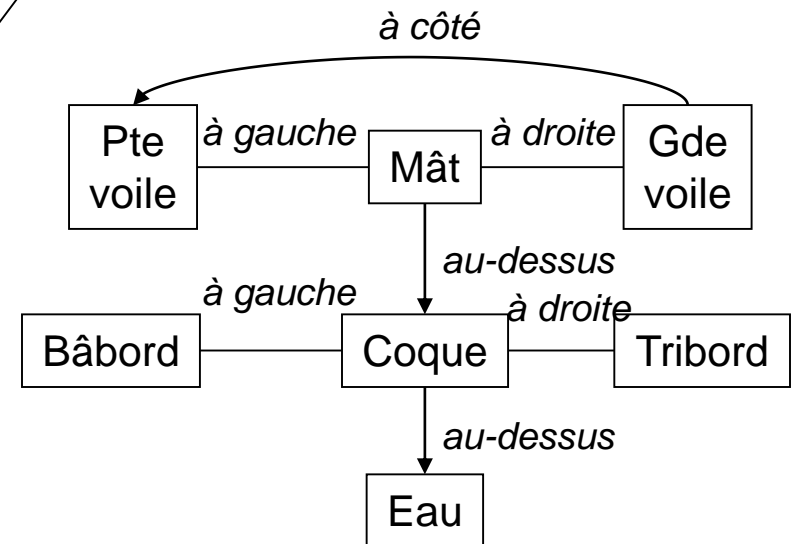 à côté
Pte
voile
à gauche
Mât
à droite
Gde
voile
au-dessus
à gauche
à droite
Bâbord
Coque
Tribord
au-dessus
Eau